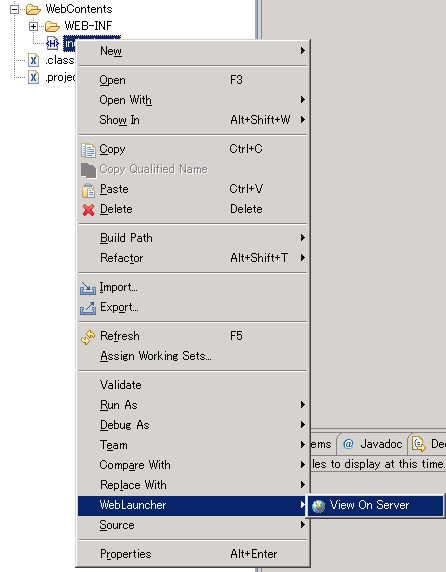 WebContents
WEB-INF
New
.class
Open F3
.proje
Open With
Show In Alt+Shift+W
Copy Ctrl+C
Copy Qualified Name
Paste Ctrl+V
Delete Delete
Build Path
Refactor Alt+Shift+T
Import...
Export...
Refresh F5
Assign Working Sets...
Validate
Run As
Debug As
Team
ems @ Javadoc De
Compare With
les to display at this time.
Replace With
WebLauncher
View On Server
Source
Properties Alt+Enter